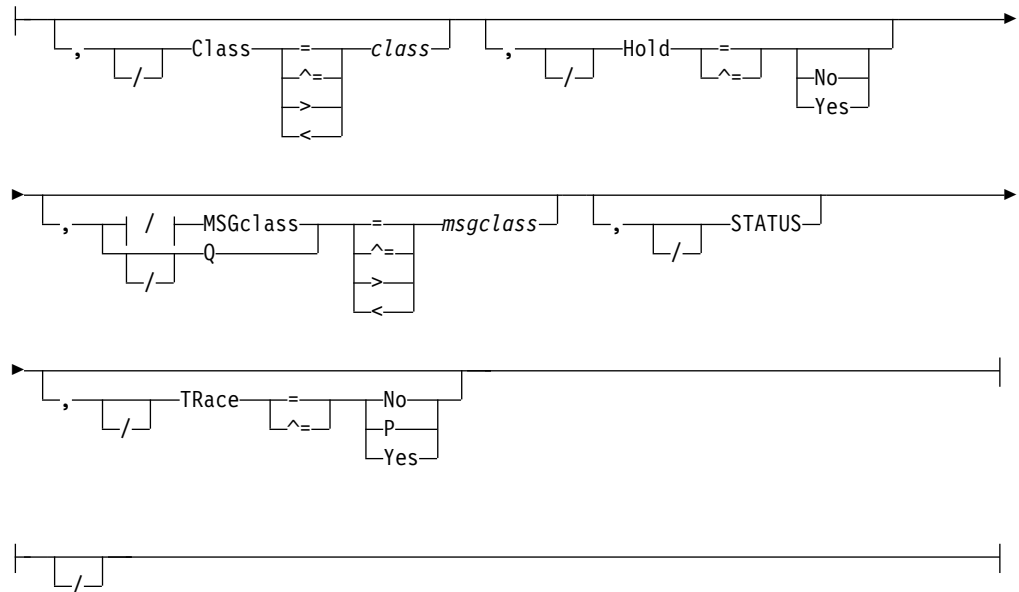 , / Class = class , / Hold =
^= ^= No
> Yes
<
, / MSGclass = msgclass , STATUS
Q ^= /
/ >
<
, TRace = No
/ ^= P
Yes
/